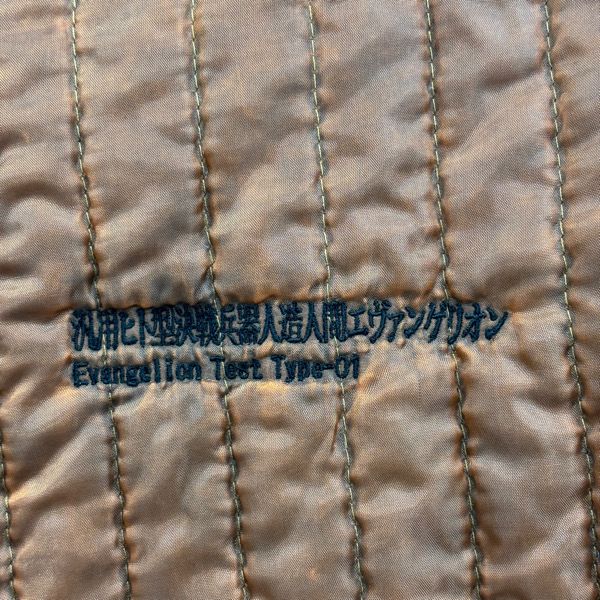 汎用ヒト型決戦兵器人造人間エヴァンゲリオン
Evangelion Test Type-01